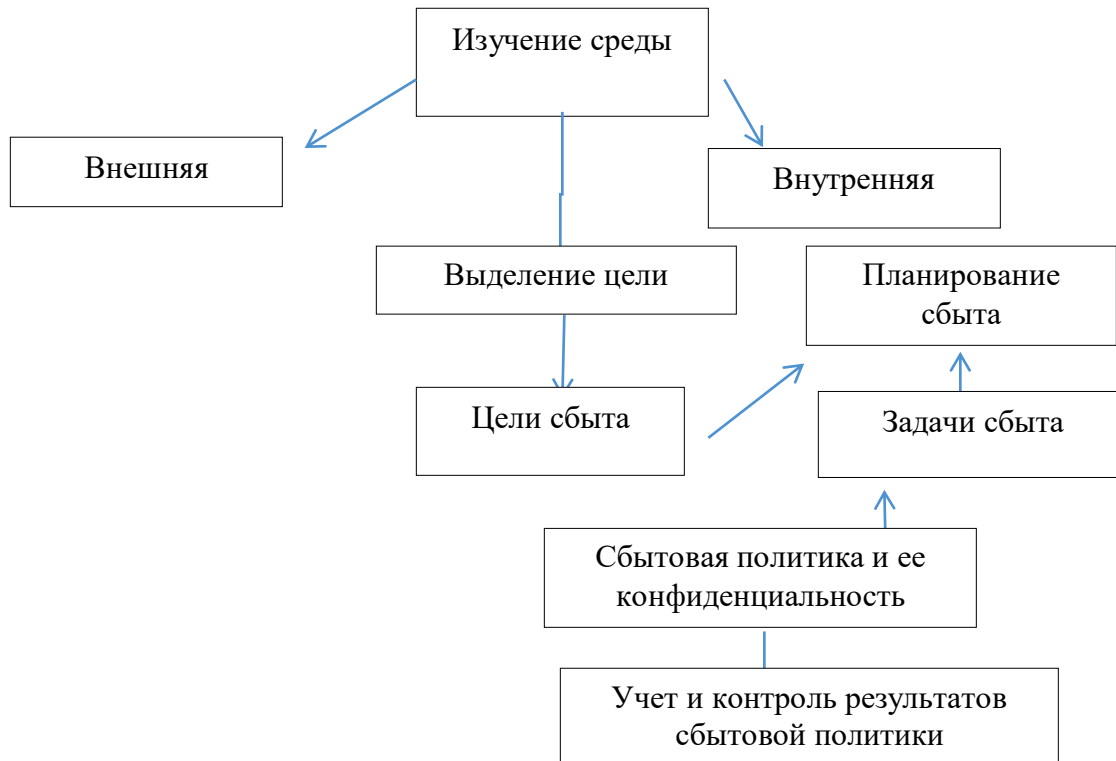 Изучение среды
Внешняя
Внутренняя
Выделение цели
Планирование
сбыта
Цели сбыта
Задачи сбыта
Сбытовая политика и ее
конфиденциальность
Учет и контроль результатов
сбытовой политики